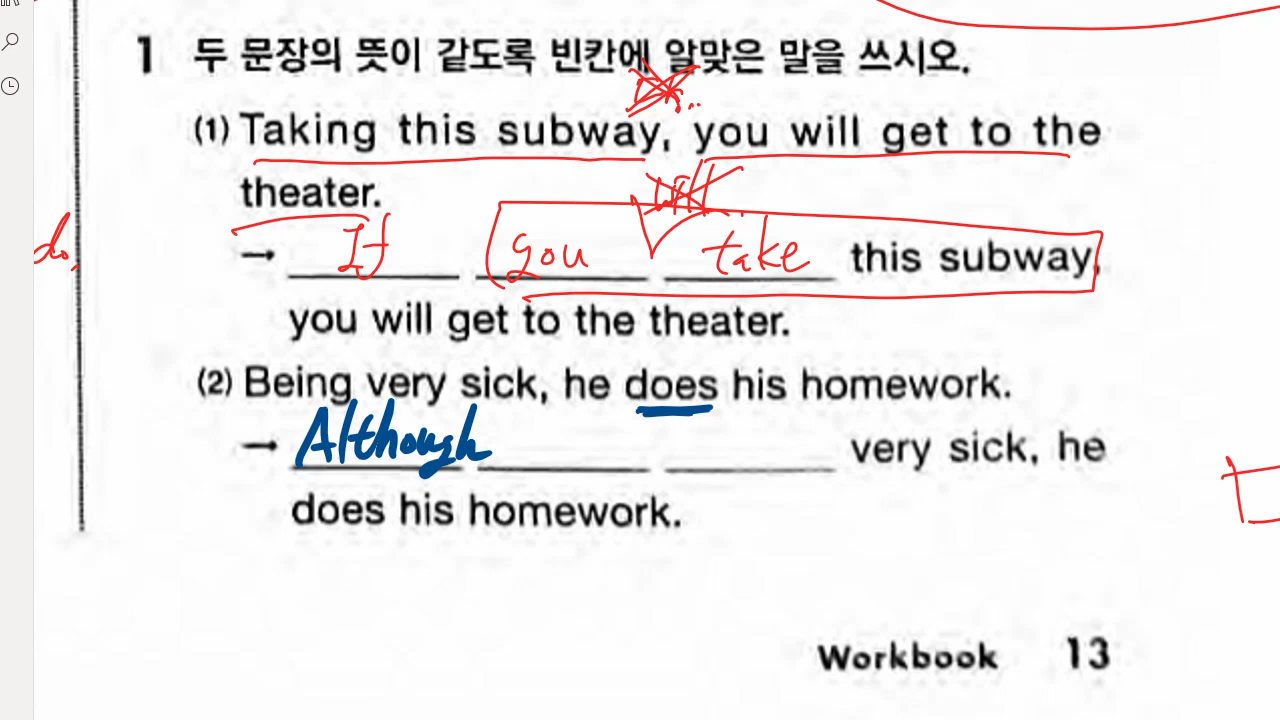 1 두 문장의 뜻이 같도록 빈칸에 알맞은 말을 쓰시오.
(1) Taking this subway, you will get to the
theater.
do,
→ If you take this subway,
you will get to the theater.
(2) Being very sick, he does his homework.
→ Although very sick, he
does his homework.
Workbook 13